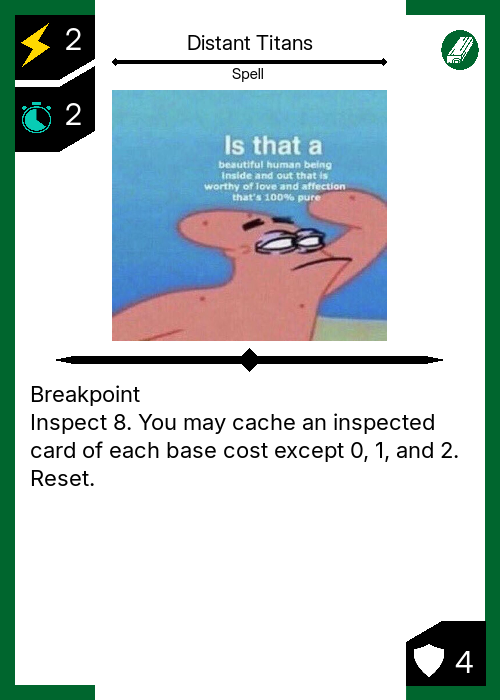 2
Distant Titans
Spell
2
Is that a
beautiful human being
Inside and out that is
worthy of love and affection
that's 100% pure
Breakpoint
Inspect 8. You may cache an inspected
card of each base cost except 0, 1, and 2.
Reset.
4